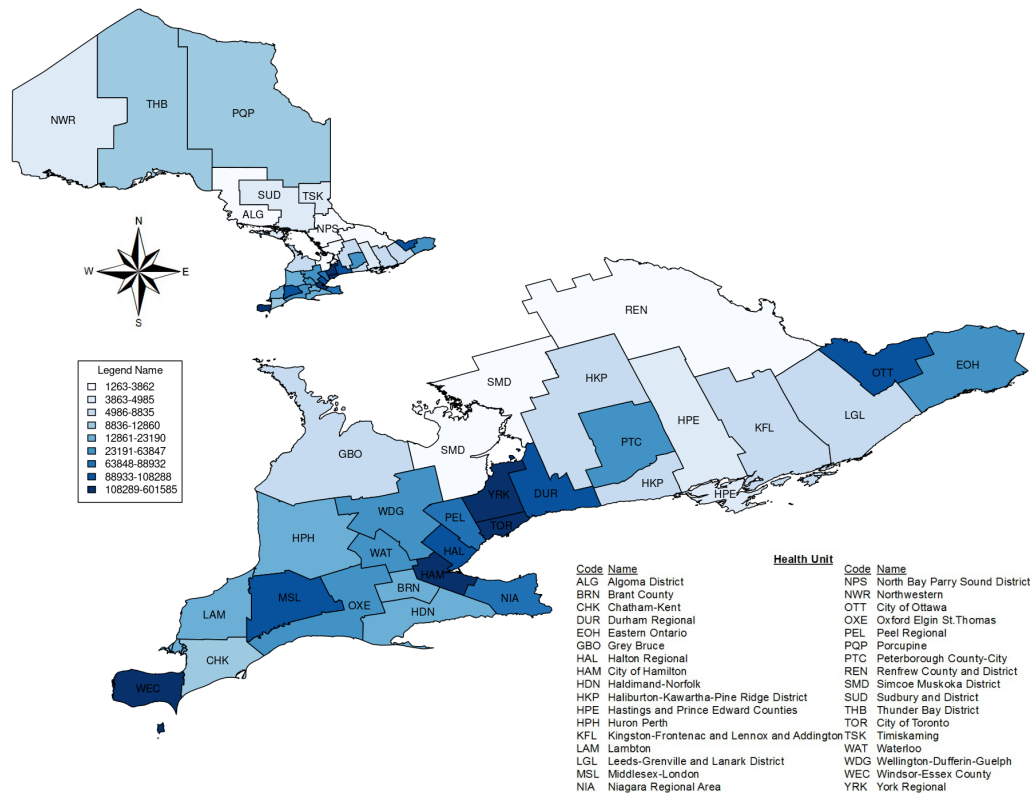 NWR
THB
PQP
SUD
TSK
ALG
NPS
N
W
E
S
Legend Name
1263-3862
3863-4985
4986-8835
8836-12860
12861-23190
23191-63847
63848-88932
88933-108288
108289-601585
REN
OTT
EOH
SMD
HKP
HPE
KFL
LGL
PTC
GBO
SMD
HKP
HPE
YRK
DUR
TOR
PEL
WDG
HPH
HAL
WAT
HAM
BRN
NIA
MSL
OXE
HDN
LAM
CHK
WEC
Health Unit
Code Name
ALG Algoma District
BRN Brant County
CHK Chatham-Kent
DUR Durham Regional
EOH Eastern Ontario
GBO Grey Bruce
HAL Halton Regional
HAM City of Hamilton
HDN Haldimand-Norfolk
HKP Haliburton-Kawartha-Pine Ridge District
HPE Hastings and Prince Edward Counties
HPH Huron Perth
KFL Kingston-Frontenac and Lennox and Addington
LAM Lambton
LGL Leeds-Grenville and Lanark District
MSL Middlesex-London
NIA Niagara Regional Area
Code Name
NPS North Bay Parry Sound District
NWR Northwestern
OTT City of Ottawa
OXE Oxford Elgin St.Thomas
PEL Peel Regional
PQP Porcupine
PTC Peterborough County-City
REN Renfrew County and District
SMD Simcoe Muskoka District
SUD Sudbury and District
THB Thunder Bay District
TOR City of Toronto
TSK Timiskaming
WAT Waterloo
WDG Wellington-Dufferin-Guelph
WEC Windsor-Essex County
YRK York Regional